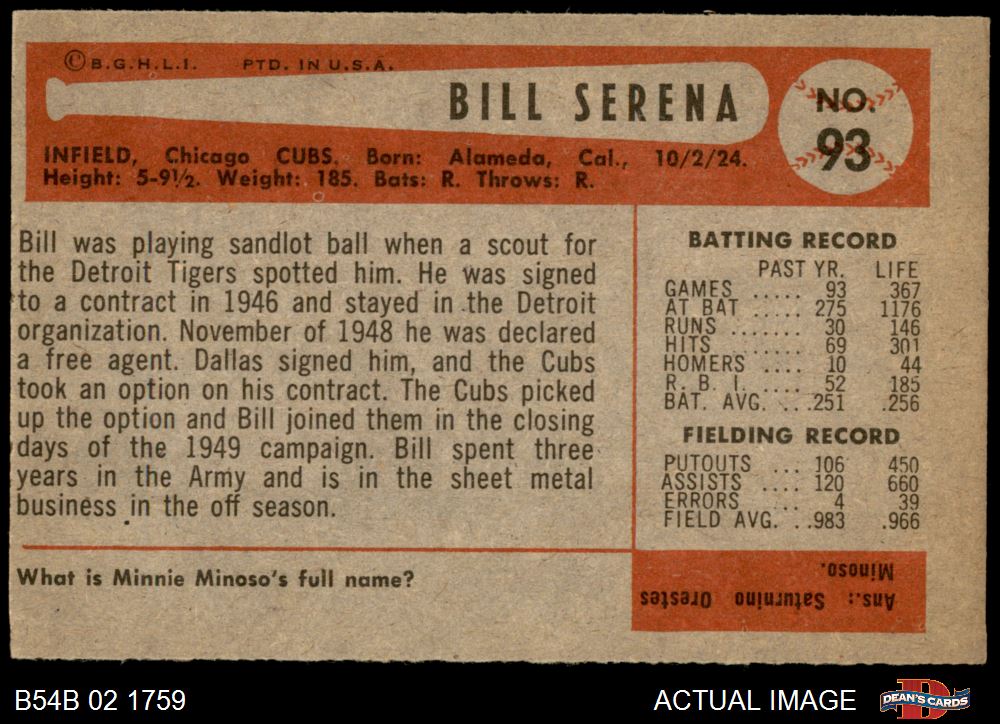 © B.G.H.L.I. PTD. IN U.S.A.
BILL SERENA
NO.
93
INFIELD, Chicago CUBS. Born: Alameda, Cal., 10/2/24.
Height: 5-9½. Weight: 185. Bats: R. Throws: R.
Bill was playing sandlot ball when a scout for
the Detroit Tigers spotted him. He was signed
to a contract in 1946 and stayed in the Detroit
organization. November of 1948 he was declared
a free agent. Dallas signed him, and the Cubs
took an option on his contract. The Cubs picked
up the option and Bill joined them in the closing
days of the 1949 campaign. Bill spent three
years in the Army and is in the sheet metal
business in the off season.
BATTING RECORD
PAST YR. LIFE
GAMES ..... 93 367
AT BAT ..... 275 1176
RUNS ....... 30 146
HITS ...... 69 301
HOMERS .... 10 44
R. B. I. .... 52 185
BAT. AVG. ... .251 .256
FIELDING RECORD
PUTOUTS ... 106 450
ASSISTS .... 120 660
ERRORS .... 4 39
FIELD AVG. . .983 .966
What is Minnie Minoso's full name?
Ans.: Saturnino Orestes
Minoso.
B54B 02 1759
ACTUAL IMAGE
DEAN'S CARDS